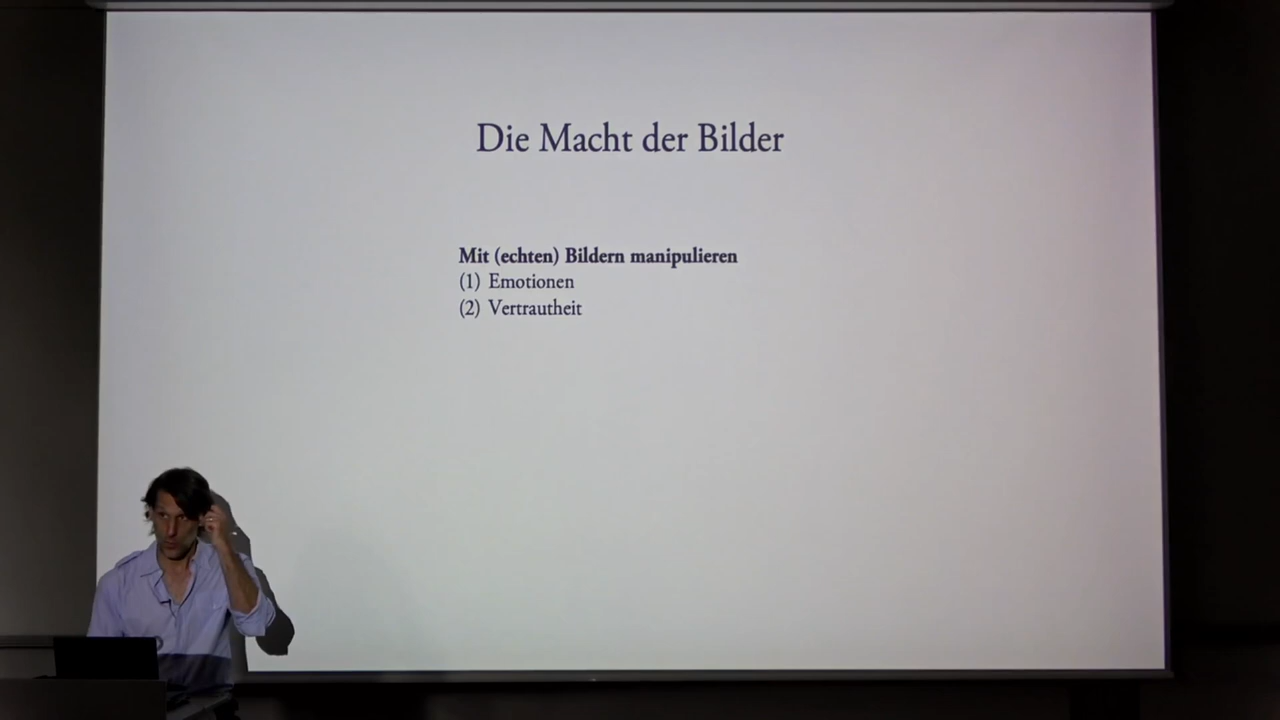 Die Macht der Bilder
Mit (echten) Bildern manipulieren
(1) Emotionen
(2) Vertrautheit